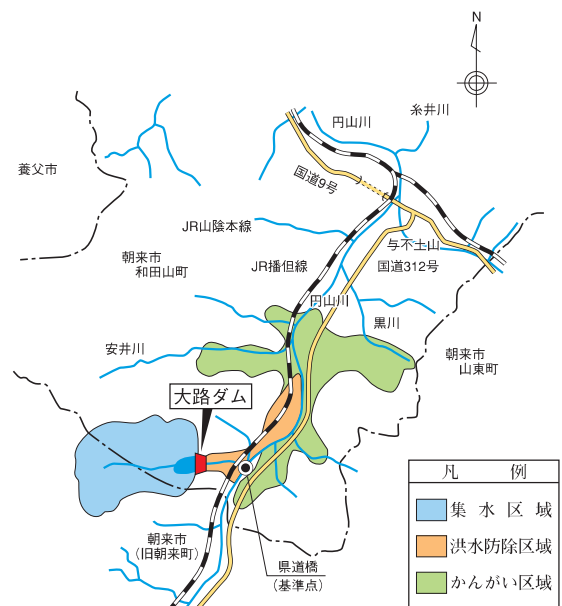 N
糸井川
円山川
養父市
国道9号
JR山陰本線
与不土山
朝来市
和田山町
JR播但線
国道312号
円山川
黒川
安井川
朝来市
山東町
大路ダム
凡 例
集水区域
洪水防除区域
かんがい区域
朝来市
(旧朝来町)
県道橋
(基準点)